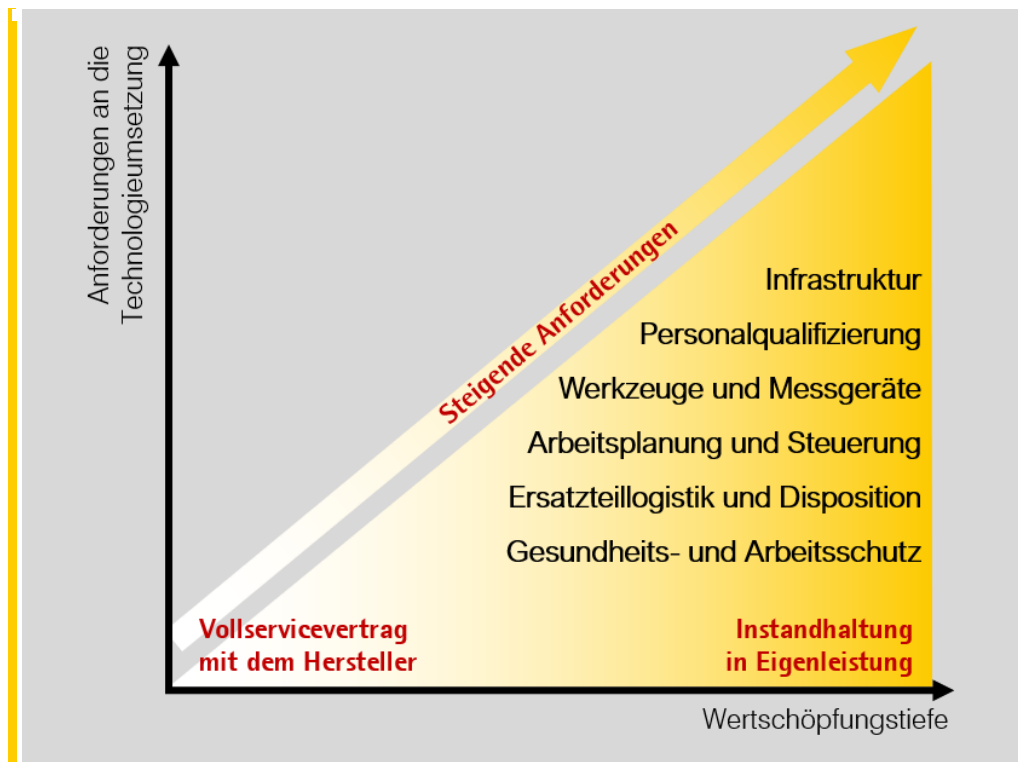 Anforderungen an die
Technologieumsetzung
Steigende Anforderungen
Infrastruktur
Personalqualifizierung
Werkzeuge und Messgeräte
Arbeitsplanung und Steuerung
Ersatzteillogistik und Disposition
Gesundheits- und Arbeitsschutz
Vollservicevertrag
mit dem Hersteller
Instandhaltung
in Eigenleistung
Wertschöpfungstiefe